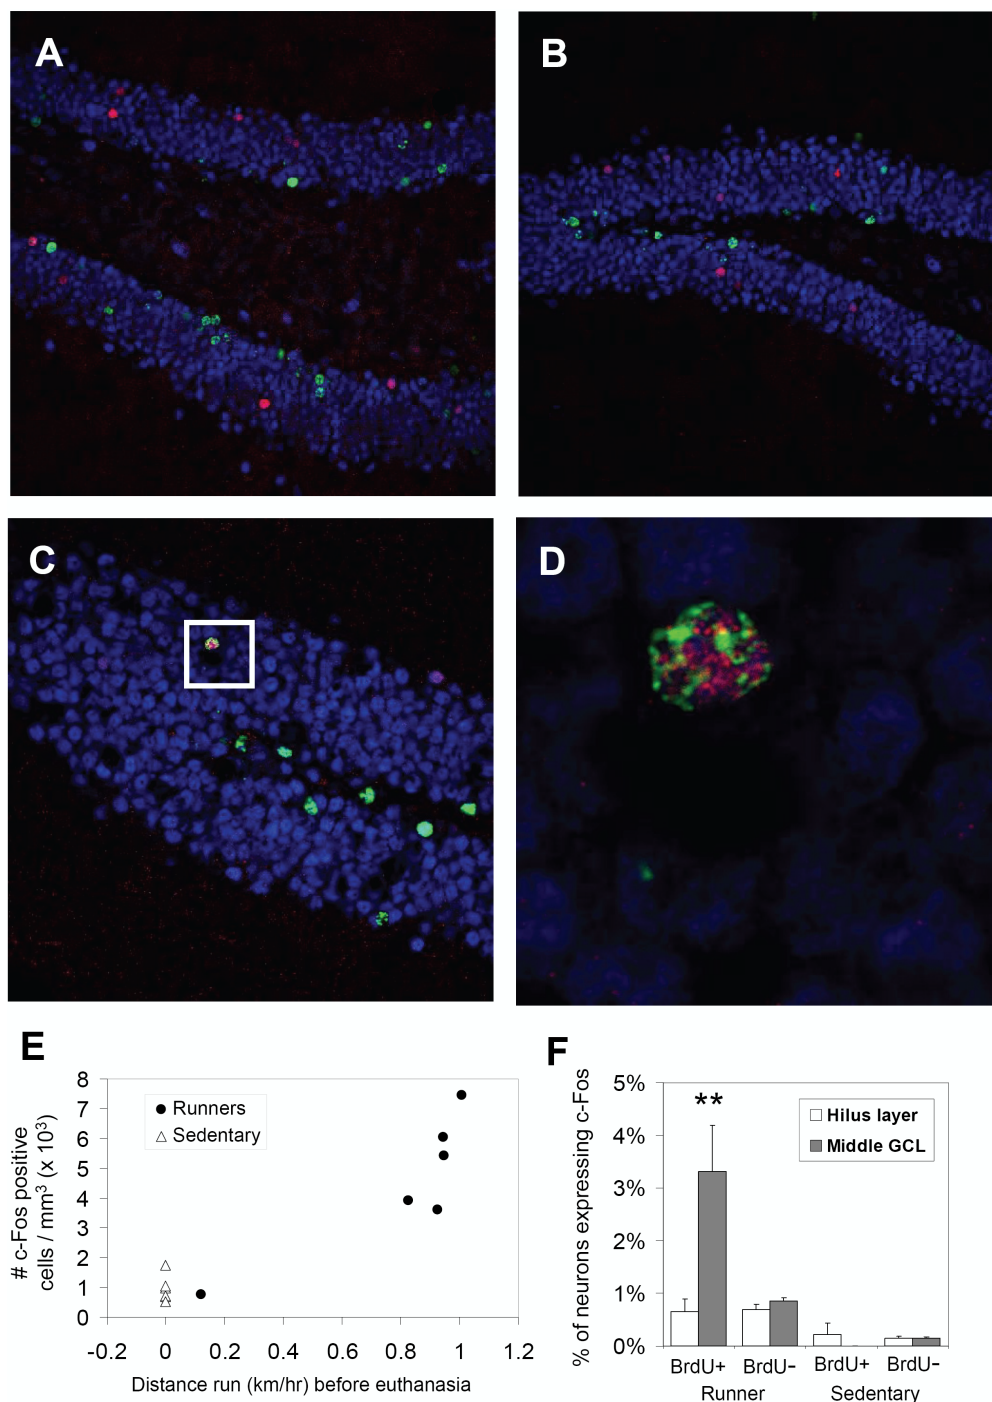 A
B
C
D
E
# c-Fos positive
cells / mm³ (x 10³)
8
7
6
5
4
3
2
1
0
Runners
Sedentary
-0.2 0 0.2 0.4 0.6 0.8 1 1.2
Distance run (km/hr) before euthanasia
F
% of neurons expressing c-Fos
5%
4%
3%
2%
1%
0%
**
Hilus layer
Middle GCL
BrdU+ BrdU- BrdU+ BrdU-
Runner Sedentary